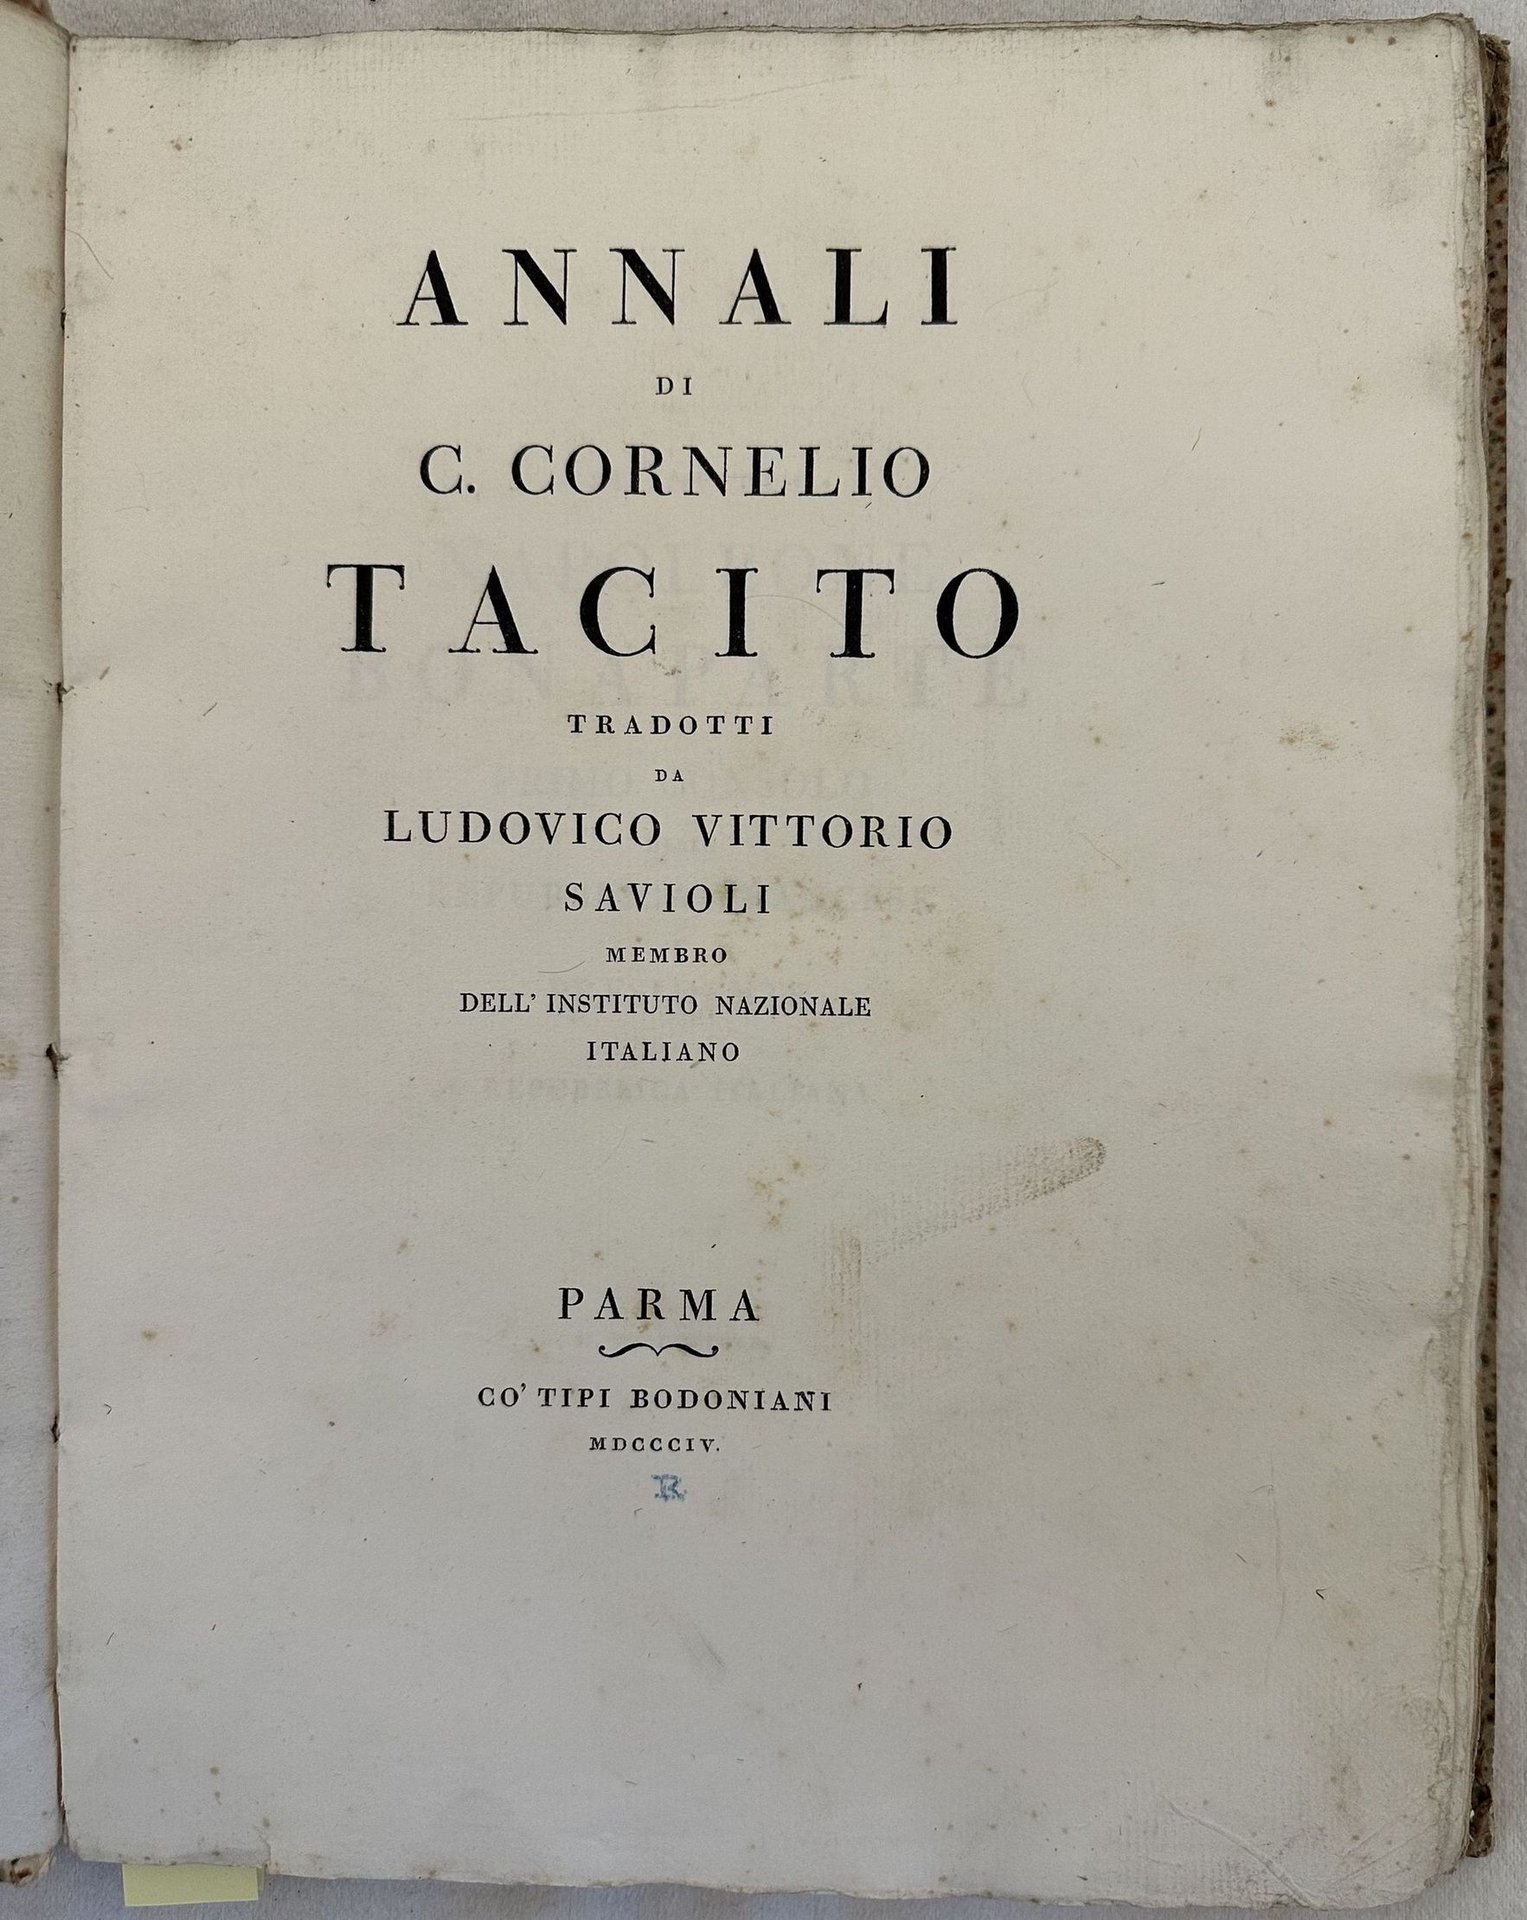 ANNALI
DI
C. CORNELIO
TACITO
TRADOTTI
DA
LUDOVICO VITTORIO
SAVIOLI
MEMBRO
DELL' INSTITUTO NAZIONALE
ITALIANO
PARMA
CO' TIPI BODONIANI
MDCCCIV.
R